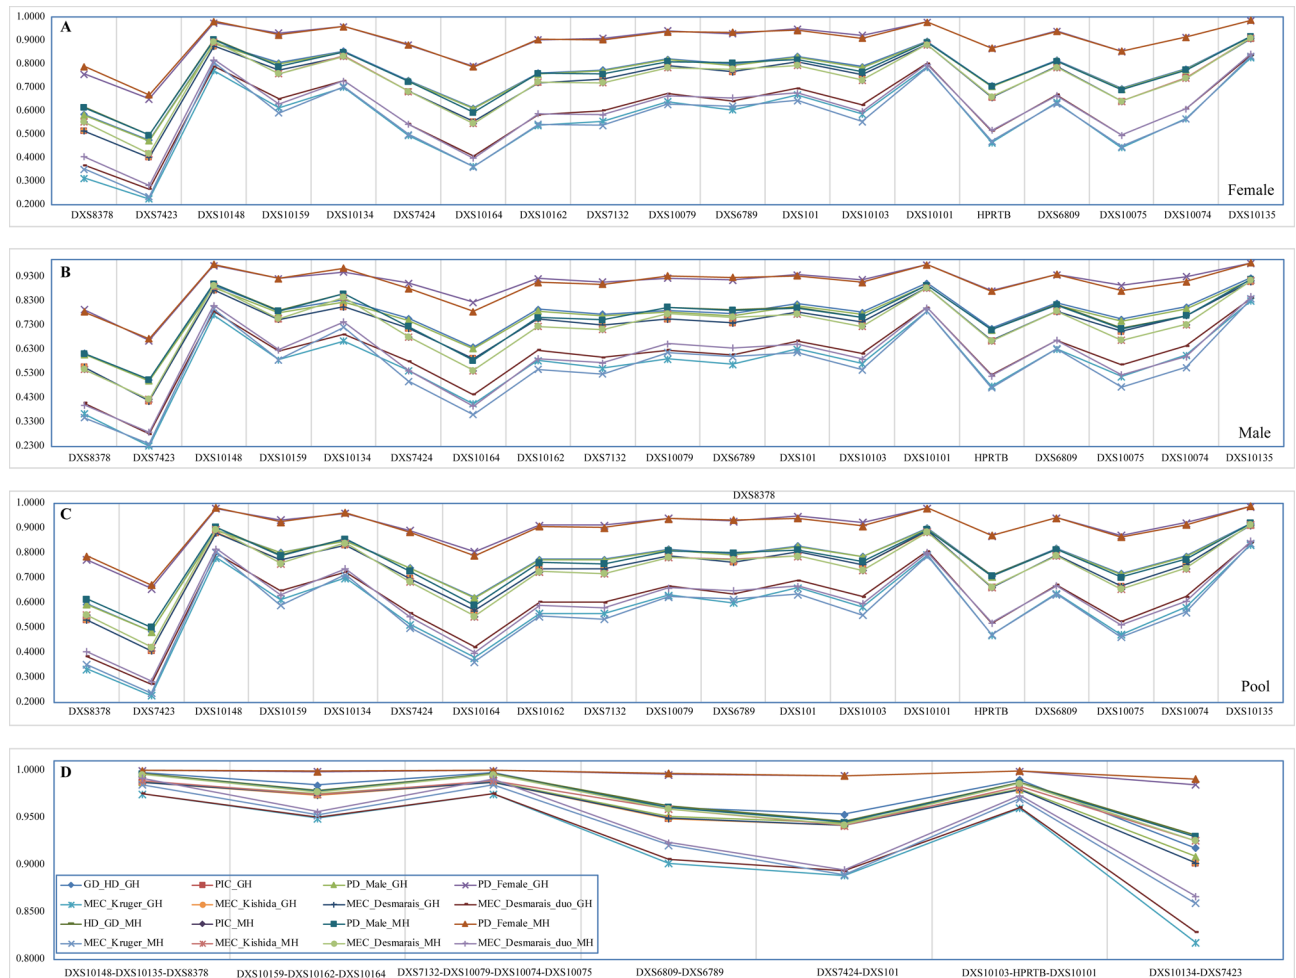 A
1.0000
0.9000
0.8000
0.7000
0.6000
0.5000
0.4000
0.3000
0.2000
Female
DXS8378 DXS7423 DXS10148 DXS10159 DXS10134 DXS7424 DXS10164 DXS10162 DXS7132 DXS10079 DXS6789 DXS101 DXS10103 DXS10101 HPRTB DXS6809 DXS10075 DXS10074 DXS10135
B
0.9300
0.8300
0.7300
0.6300
0.5300
0.4300
0.3300
0.2300
Male
DXS8378 DXS7423 DXS10148 DXS10159 DXS10134 DXS7424 DXS10164 DXS10162 DXS7132 DXS10079 DXS6789 DXS101 DXS10103 DXS10101 HPRTB DXS6809 DXS10075 DXS10074 DXS10135
DXS8378
C
1.0000
0.9000
0.8000
0.7000
0.6000
0.5000
0.4000
0.3000
0.2000
Pool
DXS8378 DXS7423 DXS10148 DXS10159 DXS10134 DXS7424 DXS10164 DXS10162 DXS7132 DXS10079 DXS6789 DXS101 DXS10103 DXS10101 HPRTB DXS6809 DXS10075 DXS10074 DXS10135
D
1.0000
0.9500
0.9000
0.8500
0.8000
GD_HD_GH PIC_GH PD_Male_GH PD_Female_GH
MEC_Kruger_GH MEC_Kishida_GH MEC_Desmarais_GH MEC_Desmarais_duo_GH
HD_GD_MH PIC_MH PD_Male_MH PD_Female_MH
MEC_Kruger_MH MEC_Kishida_MH MEC_Desmarais_MH MEC_Desmarais_duo_MH
DXS10148-DXS10135-DXS8378 DXS10159-DXS10162-DXS10164 DXS7132-DXS10079-DXS10074-DXS10075 DXS6809-DXS6789 DXS7424-DXS101 DXS10103-HPRTB-DXS10101 DXS10134-DXS7423